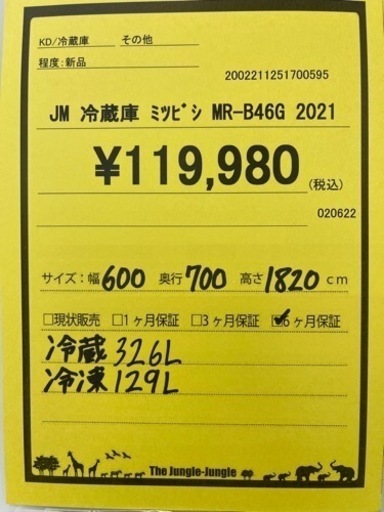 KD/冷蔵庫 その他
程度:新品
2002211251700595
JM 冷蔵庫 ﾐﾂﾋﾞｼ MR-B46G 2021
¥119,980
(税込)
020622
サイズ:幅600 奥行700 高さ1820cm
□現状販売 □1ヶ月保証 □3ヶ月保証 ☑6ヶ月保証
冷蔵326L
冷凍129L
The Jungle-Jungle